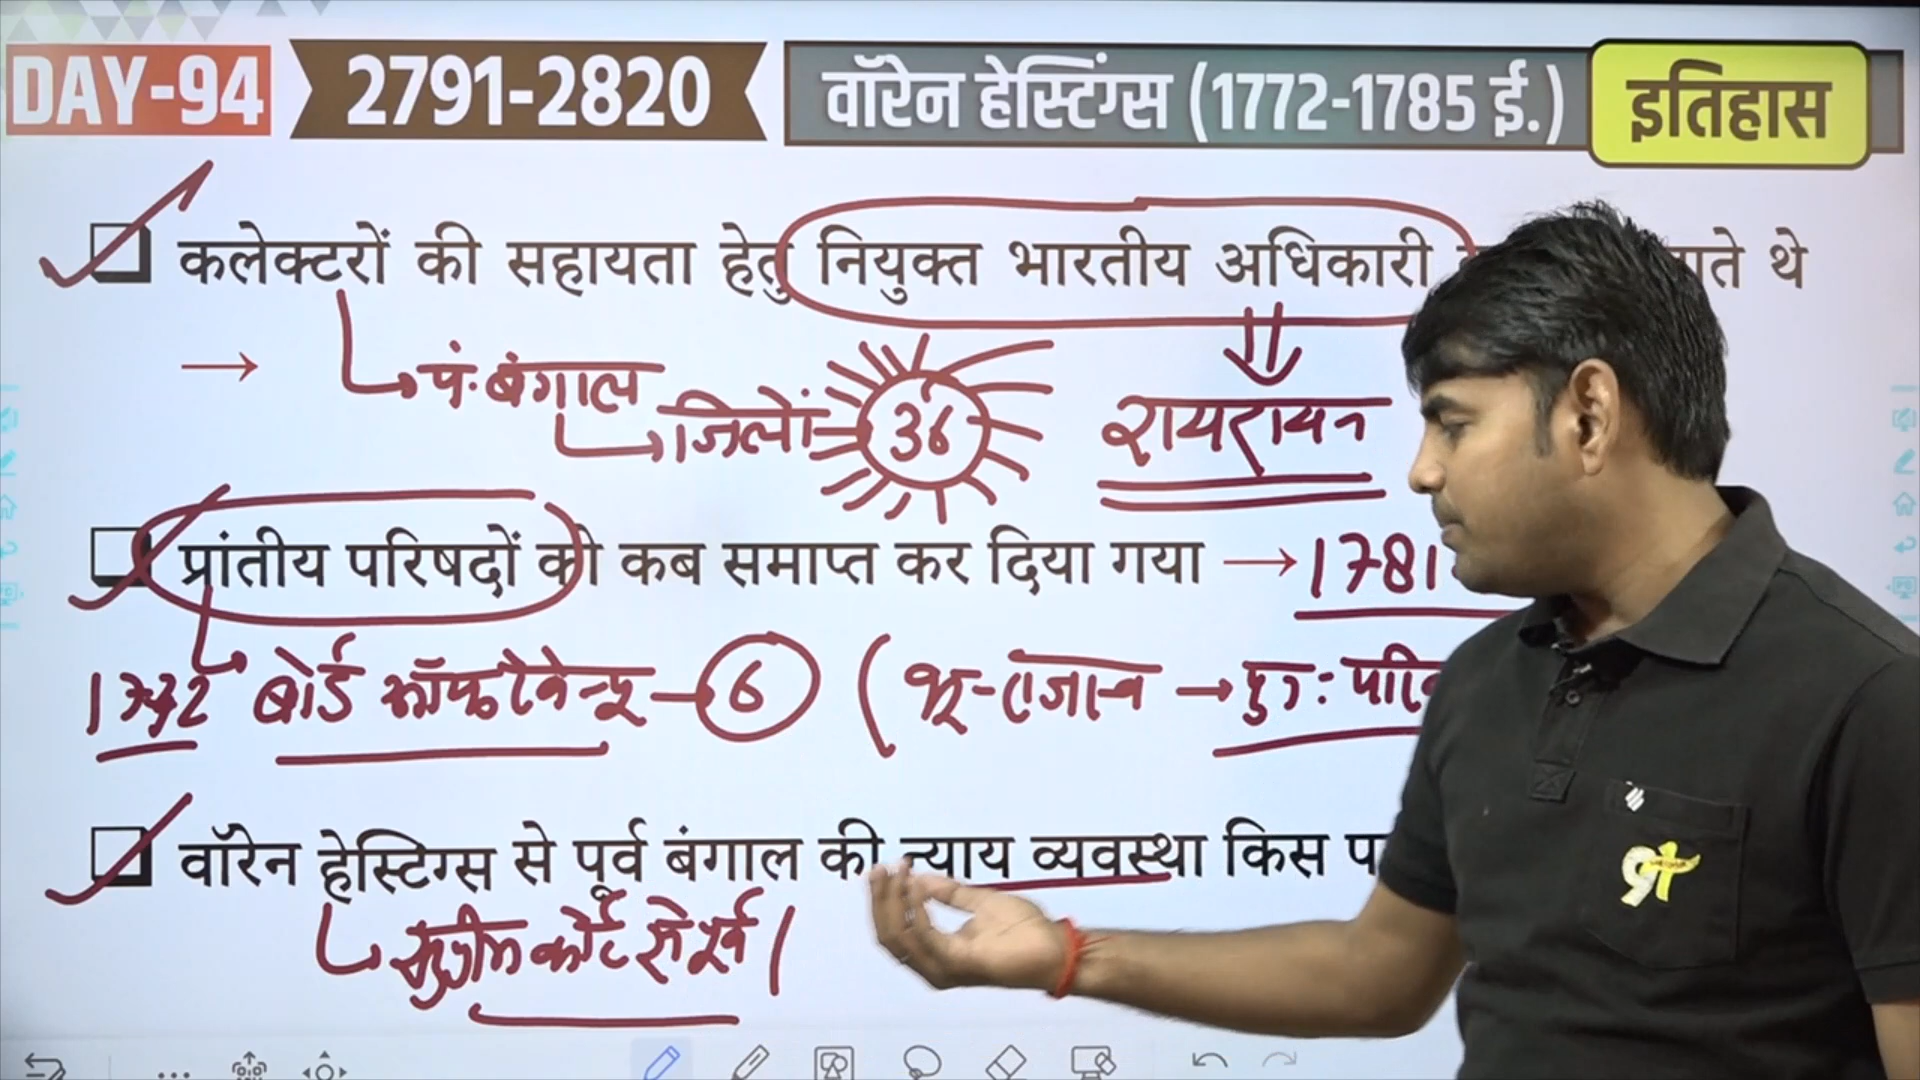 DAY-94 2791-2820 वॉरेन हेस्टिंग्स (1772-1785 ई.) इतिहास
कलेक्टरों की सहायता हेतु नियुक्त भारतीय अधिकारी थे
→ पं. बंगाल
जिलों 36 रायरायन
प्रांतीय परिषदों को कब समाप्त कर दिया गया → 1781
बोर्ड ऑफ रेवेन्यू → 6 ( भू-राजस्व → पुनः
वॉरेन हेस्टिंग्स से पूर्व बंगाल की न्याय व्यवस्था किस
सुप्रीम कोर्ट से पूर्व